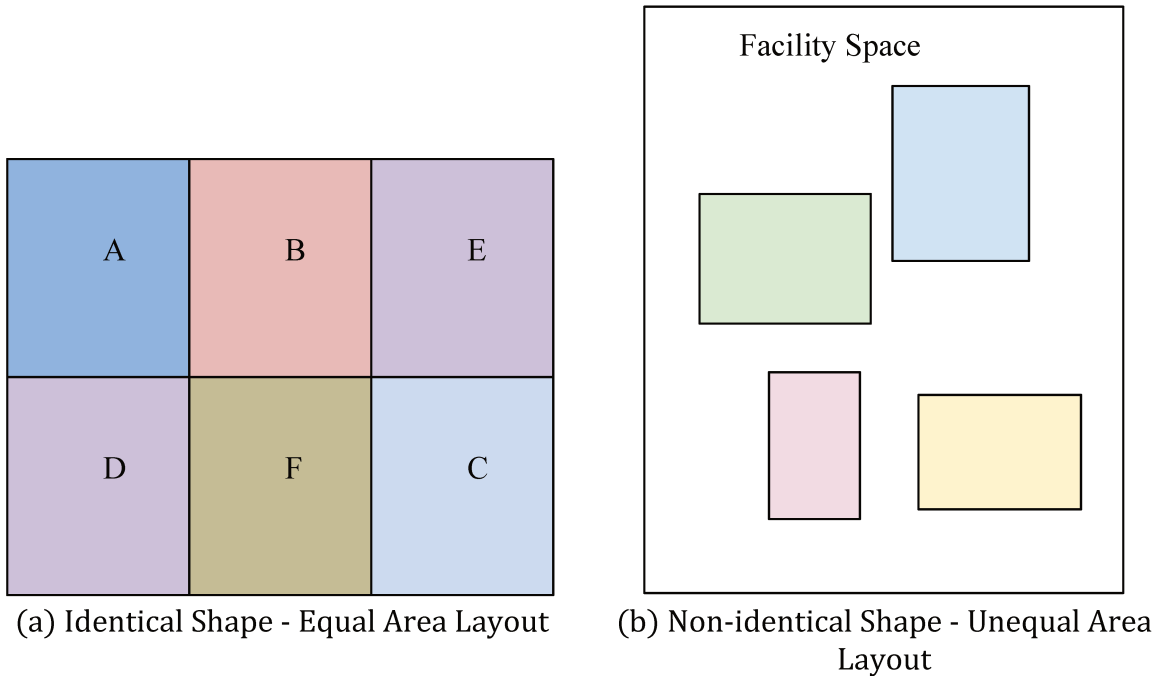 A
B
E
D
F
C
(a) Identical Shape - Equal Area Layout
Facility Space
(b) Non-identical Shape - Unequal Area
Layout